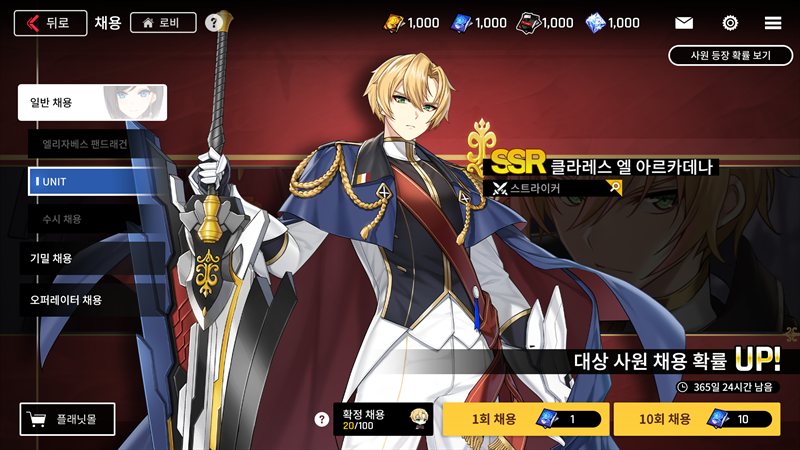 뒤로
채용
로비
?
1,000
1,000
1,000
1,000
사원 등장 확률 보기
일반 채용
엘리자베스 팬드래건
UNIT
수시 채용
기밀 채용
오퍼레이터 채용
SSR 클라레스 엘 아르카데나
스트라이커
대상 사원 채용 확률 UP!
365일 24시간 남음
플래닛몰
?
확정 채용
20/100
1회 채용 1
10회 채용 10